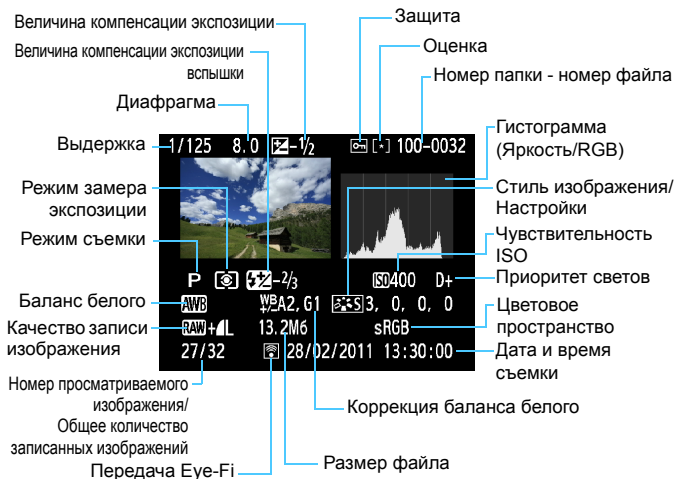 Величина компенсации экспозиции
Защита
Величина компенсации экспозиции
вспышки
Оценка
Номер папки - номер файла
Диафрагма
Выдержка
1/125 8.0 -1/2 [*] 100-0032
Гистограмма
(Яркость/RGB)
Режим замера
экспозиции
Стиль изображения/
Настройки
Режим съемки
Чувствительность
ISO
P -2/3 ISO400 D+
Приоритет светов
Баланс белого
AWB WB +/- A2, G1 S 3, 0, 0, 0
Цветовое
пространство
Качество записи
изображения
RAW+L 13.2Мб sRGB
27/32 28/02/2011 13:30:00
Дата и время
съемки
Номер просматриваемого
изображения/
Общее количество
записанных изображений
Коррекция баланса белого
Размер файла
Передача Eye-Fi